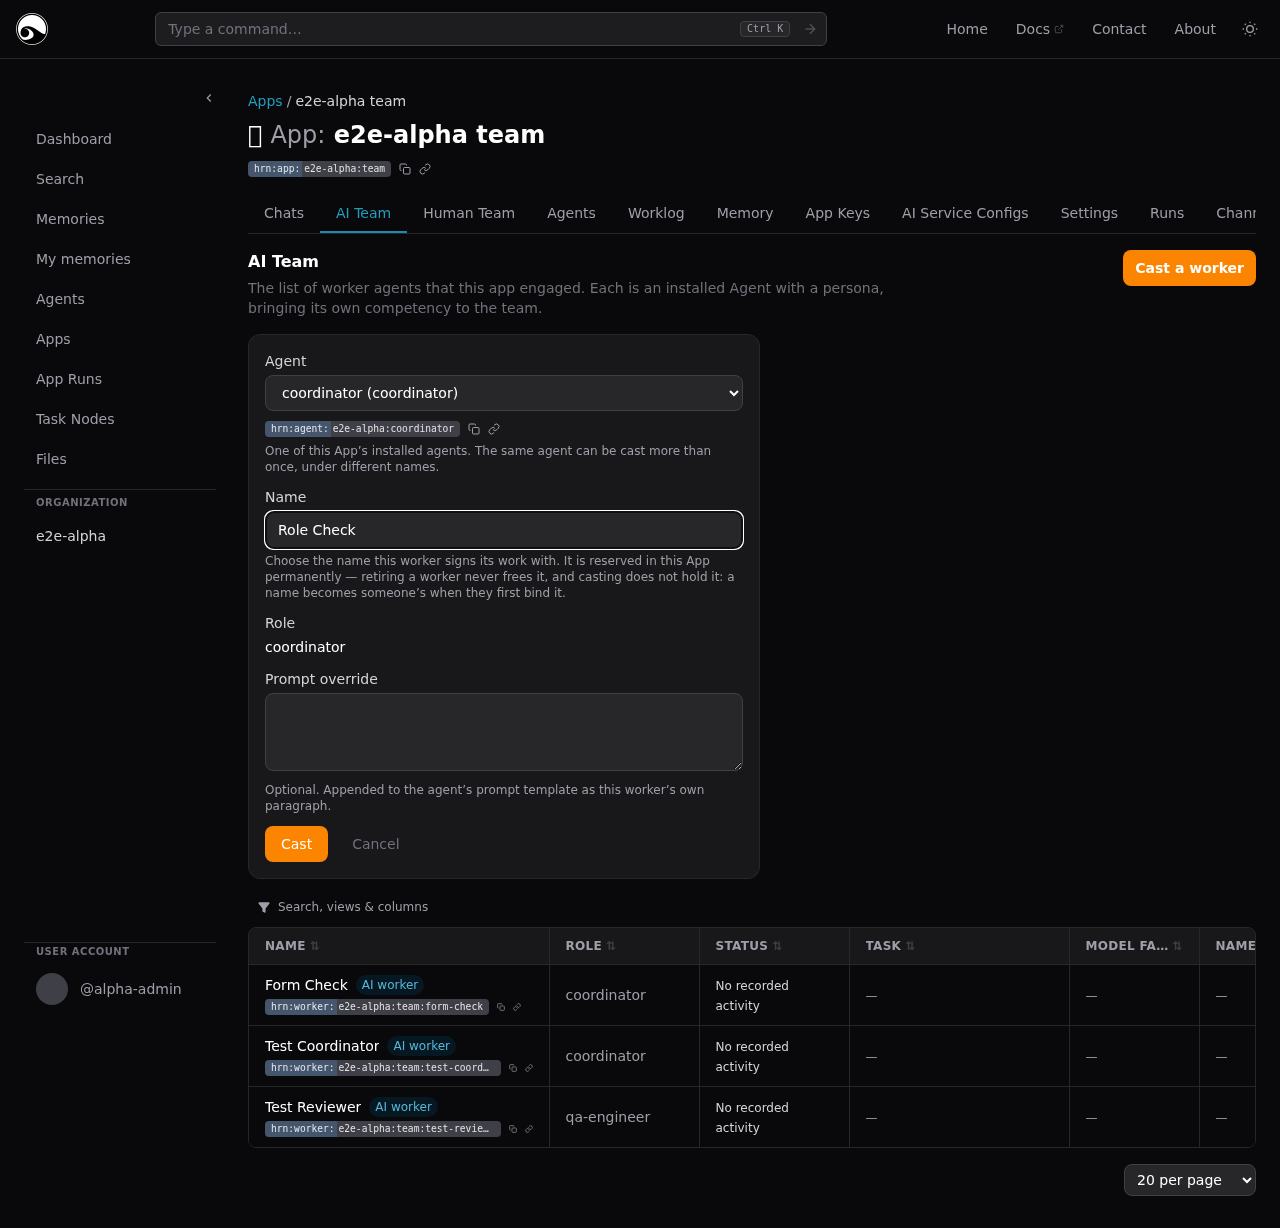 Type a command...
Ctrl K
Home
Docs
Contact
About
Dashboard
Search
Memories
My memories
Agents
Apps
App Runs
Task Nodes
Files
ORGANIZATION
e2e-alpha
USER ACCOUNT
@alpha-admin
Apps / e2e-alpha team
App: e2e-alpha team
hrn:app: e2e-alpha:team
Chats
AI Team
Human Team
Agents
Worklog
Memory
App Keys
AI Service Configs
Settings
Runs
Chanr
AI Team
Cast a worker
The list of worker agents that this app engaged. Each is an installed Agent with a persona,
bringing its own competency to the team.
Agent
coordinator (coordinator)
hrn:agent: e2e-alpha:coordinator
One of this App’s installed agents. The same agent can be cast more than
once, under different names.
Name
Role Check
Choose the name this worker signs its work with. It is reserved in this App
permanently — retiring a worker never frees it, and casting does not hold it: a
name becomes someone’s when they first bind it.
Role
coordinator
Prompt override
Optional. Appended to the agent’s prompt template as this worker’s own
paragraph.
Cast
Cancel
Search, views & columns
NAME
ROLE
STATUS
TASK
MODEL FA...
NAME
Form Check
AI worker
hrn:worker: e2e-alpha:team:form-check
coordinator
No recorded
activity
—
—
—
Test Coordinator
AI worker
hrn:worker: e2e-alpha:team:test-coord…
coordinator
No recorded
activity
—
—
—
Test Reviewer
AI worker
hrn:worker: e2e-alpha:team:test-revie…
qa-engineer
No recorded
activity
—
—
—
20 per page